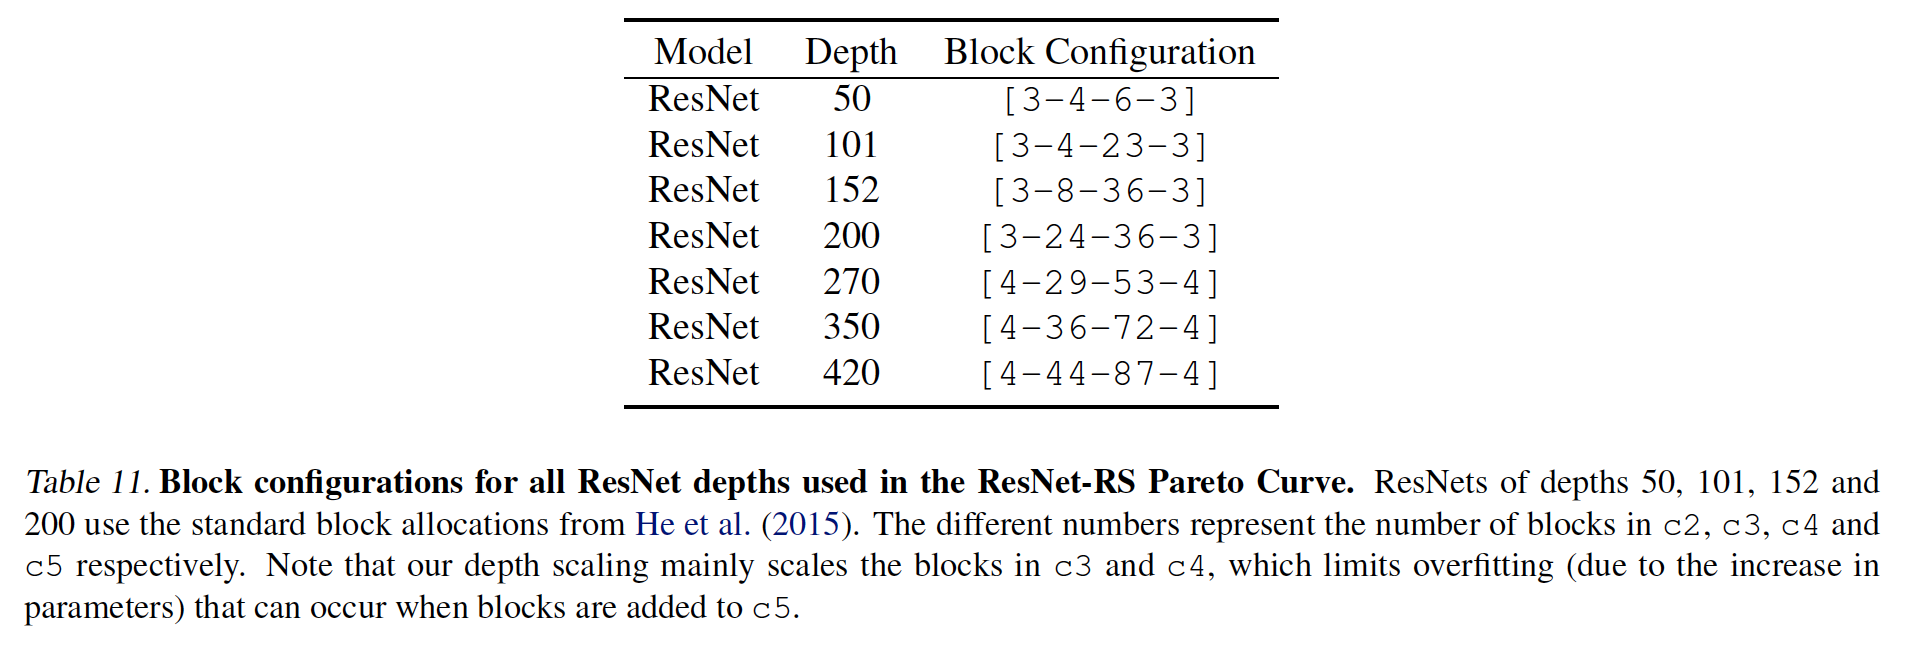 Model Depth Block Configuration
ResNet 50 [3-4-6-3]
ResNet 101 [3-4-23-3]
ResNet 152 [3-8-36-3]
ResNet 200 [3-24-36-3]
ResNet 270 [4-29-53-4]
ResNet 350 [4-36-72-4]
ResNet 420 [4-44-87-4]
Table 11. Block configurations for all ResNet depths used in the ResNet-RS Pareto Curve. ResNets of depths 50, 101, 152 and
200 use the standard block allocations from He et al. (2015). The different numbers represent the number of blocks in c2, c3, c4 and
c5 respectively. Note that our depth scaling mainly scales the blocks in c3 and c4, which limits overfitting (due to the increase in
parameters) that can occur when blocks are added to c5.